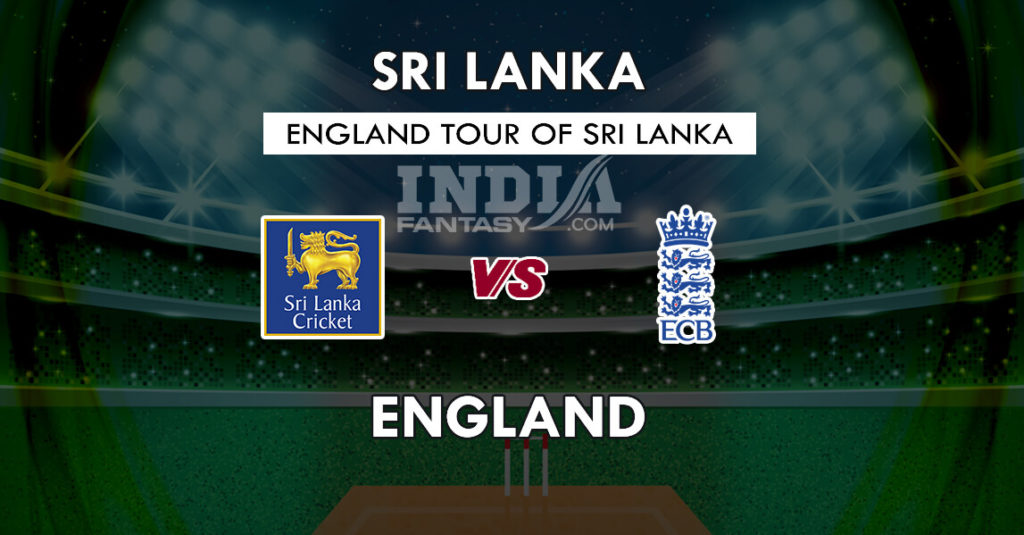 SRI LANKA
ENGLAND TOUR OF SRI LANKA
INDIA
FANTASY .COM
Sri Lanka
Cricket
VS
ECB
ENGLAND